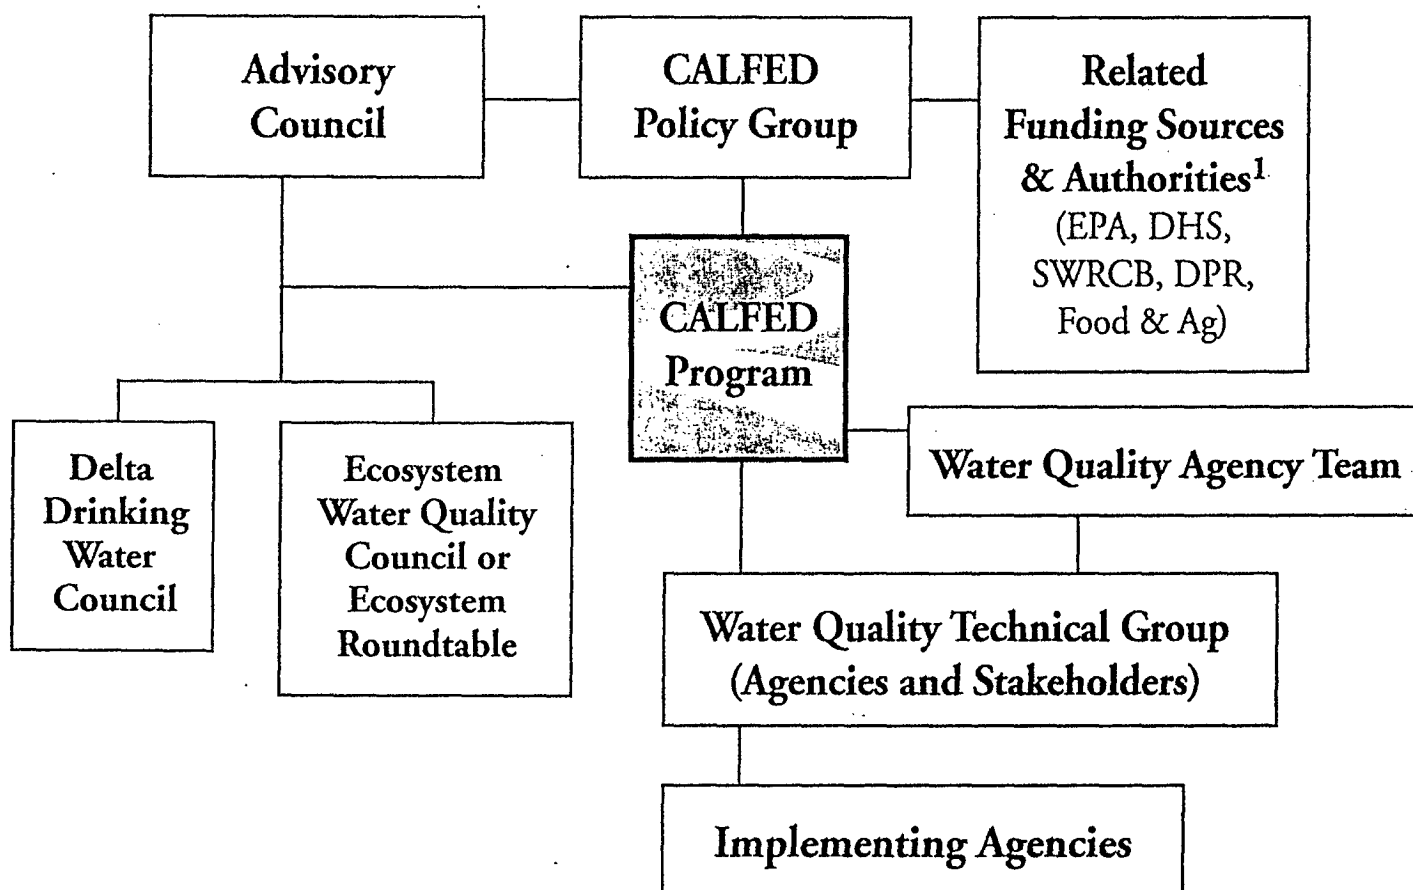 Advisory
Council
CALFED
Policy Group
Related
Funding Sources
& Authorities¹
(EPA, DHS,
SWRCB, DPR,
Food & Ag)
CALFED
Program
Delta
Drinking
Water
Council
Ecosystem
Water Quality
Council or
Ecosystem
Roundtable
Water Quality Agency Team
Water Quality Technical Group
(Agencies and Stakeholders)
Implementing Agencies